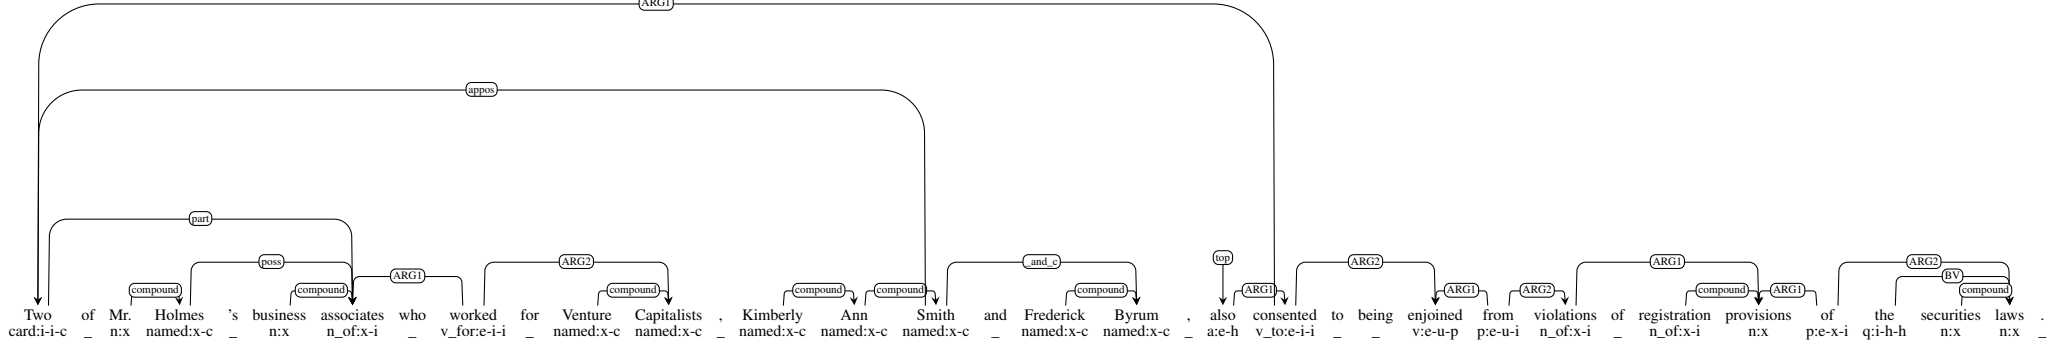 ARG1
appos
part
top
poss ARG2 _and_c ARG2 ARG1 ARG2
ARG1 BV
compound compound compound compound compound compound ARG1 ARG1 ARG2 compound ARG1 compound
Two of Mr. Holmes 's business associates who worked for Venture Capitalists , Kimberly Ann Smith and Frederick Byrum , also consented to being enjoined from violations of registration provisions of the securities laws .
card:i-i-c _ n:x named:x-c _ n:x n_of:x-i _ v_for:e-i-i _ named:x-c named:x-c _ named:x-c named:x-c named:x-c _ named:x-c named:x-c _ a:e-h v_to:e-i-i _ _ v:e-u-p p:e-u-i n_of:x-i _ n_of:x-i n:x p:e-x-i q:i-h-h n:x n:x _